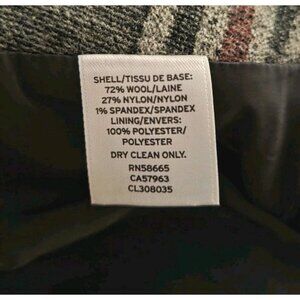 SHELL/TISSU DE BASE:
72% WOOL/LAINE
27% NYLON/NYLON
1% SPANDEX/SPANDEX
LINING/ENVERS:
100% POLYESTER/
POLYESTER
DRY CLEAN ONLY.
RN58665
CA57963
CL308035